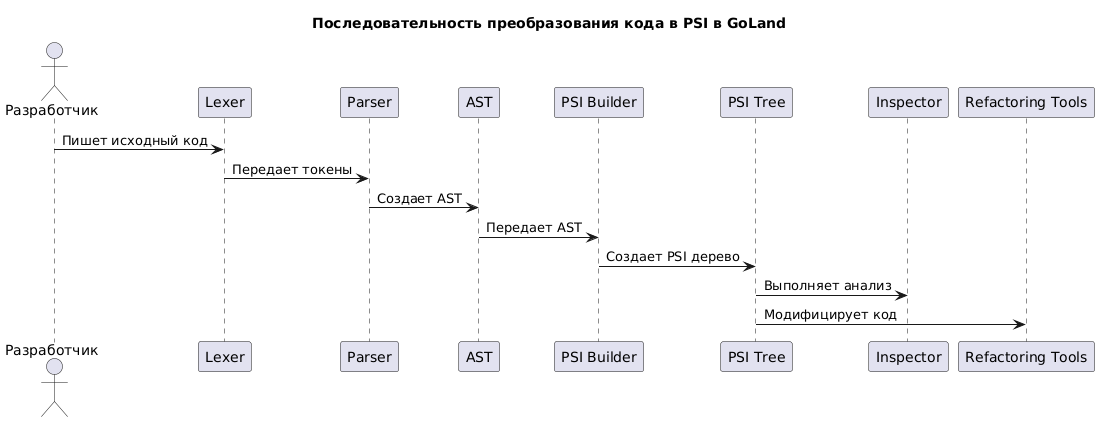 Последовательность преобразования кода в PSI в GoLand
Разработчик
Lexer
Parser
AST
PSI Builder
PSI Tree
Inspector
Refactoring Tools
Пишет исходный код
Передает токены
Создает AST
Передает AST
Создает PSI дерево
Выполняет анализ
Модифицирует код
Разработчик
Lexer
Parser
AST
PSI Builder
PSI Tree
Inspector
Refactoring Tools